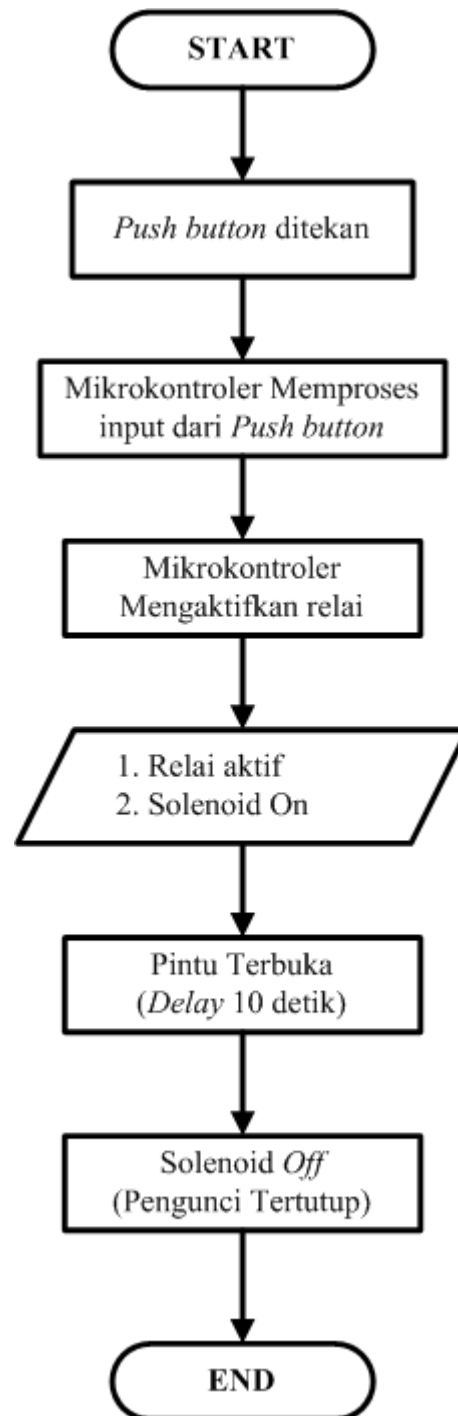 START
Push button ditekan
Mikrokontroler Memproses
input dari Push button
Mikrokontroler
Mengaktifkan relai
1. Relai aktif
2. Solenoid On
Pintu Terbuka
(Delay 10 detik)
Solenoid Off
(Pengunci Tertutup)
END